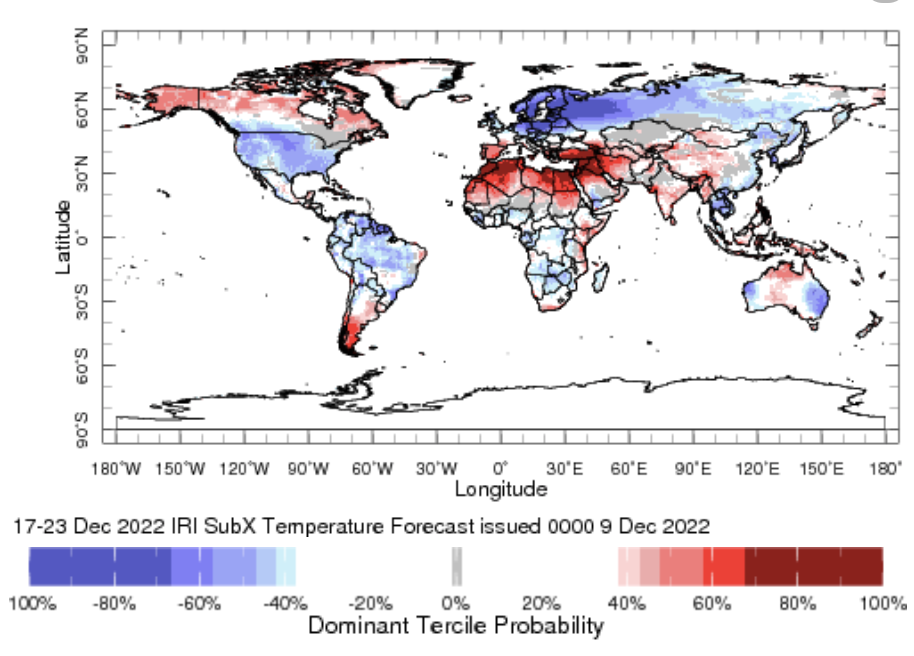 90°N
60°N
30°N
0°
30°S
60°S
90°S
Latitude
180°W 150°W 120°W 90°W 60°W 30°W 0° 30°E 60°E 90°E 120°E 150°E 180°
Longitude
17-23 Dec 2022 IRI SubX Temperature Forecast issued 0000 9 Dec 2022
100% -80% -60% -40% -20% 0% 20% 40% 60% 80% 100%
Dominant Tercile Probability